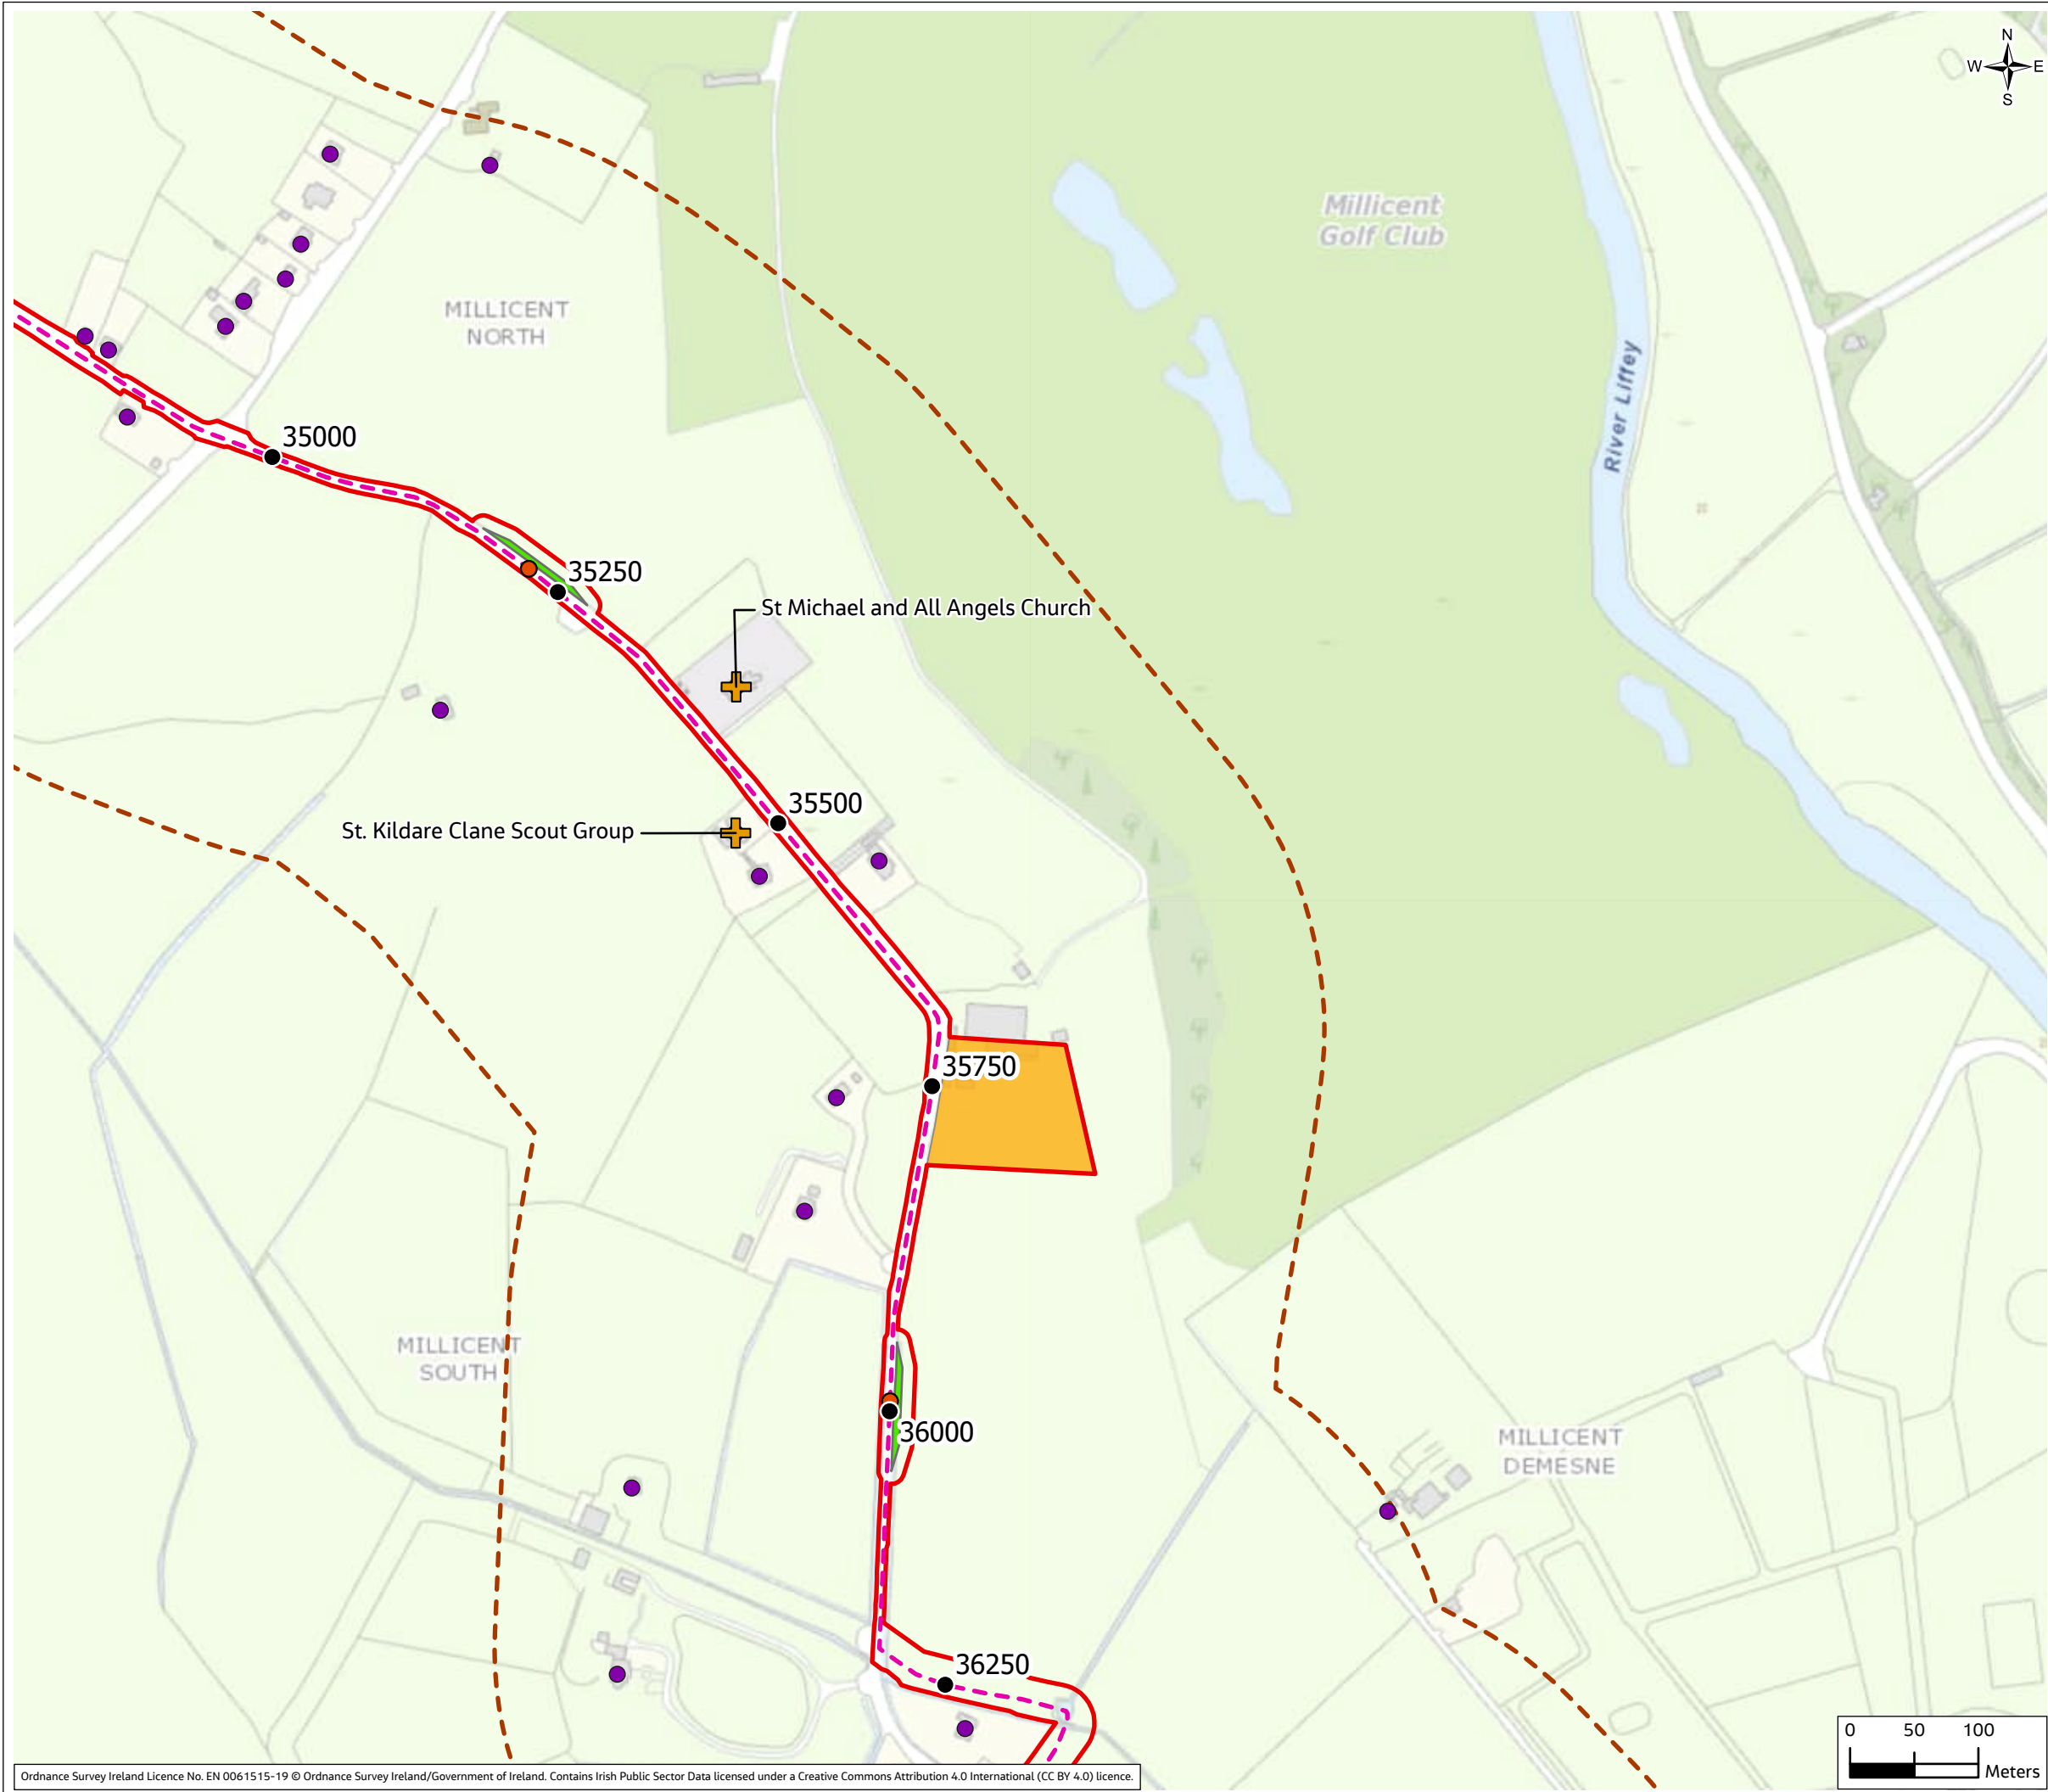 N
W E
S
Millicent
Golf Club
MILLICENT
NORTH
River Liffey
35000
35250
St Michael and All Angels Church
35500
St. Kildare Clane Scout Group
35750
MILLICENT
SOUTH
36000
MILLICENT
DEMESNE
36250
0 50 100
Meters
Ordnance Survey Ireland Licence No. EN 0061515-19 © Ordnance Survey Ireland/Government of Ireland. Contains Irish Public Sector Data licensed under a Creative Commons Attribution 4.0 International (CC BY 4.0) licence.